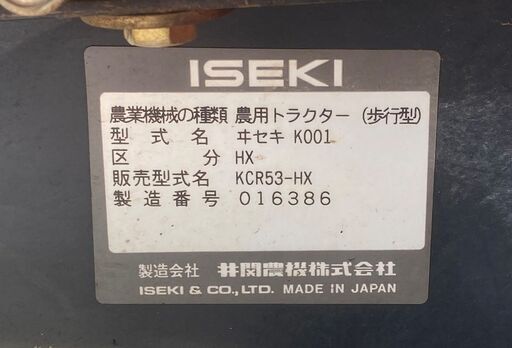 ISEKI
農業機械の種類 農用トラクター (歩行型)
型式名 ヰセキ K001
区分 HX
販売型式名 KCR53-HX
製造番号 016386
製造会社 井関農機株式会社
ISEKI & CO., LTD. MADE IN JAPAN